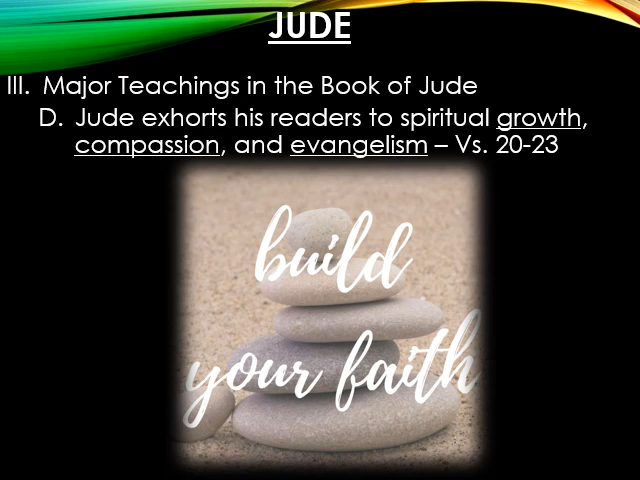 JUDE
III. Major Teachings in the Book of Jude
D. Jude exhorts his readers to spiritual growth,
compassion, and evangelism – Vs. 20-23
build
your faith